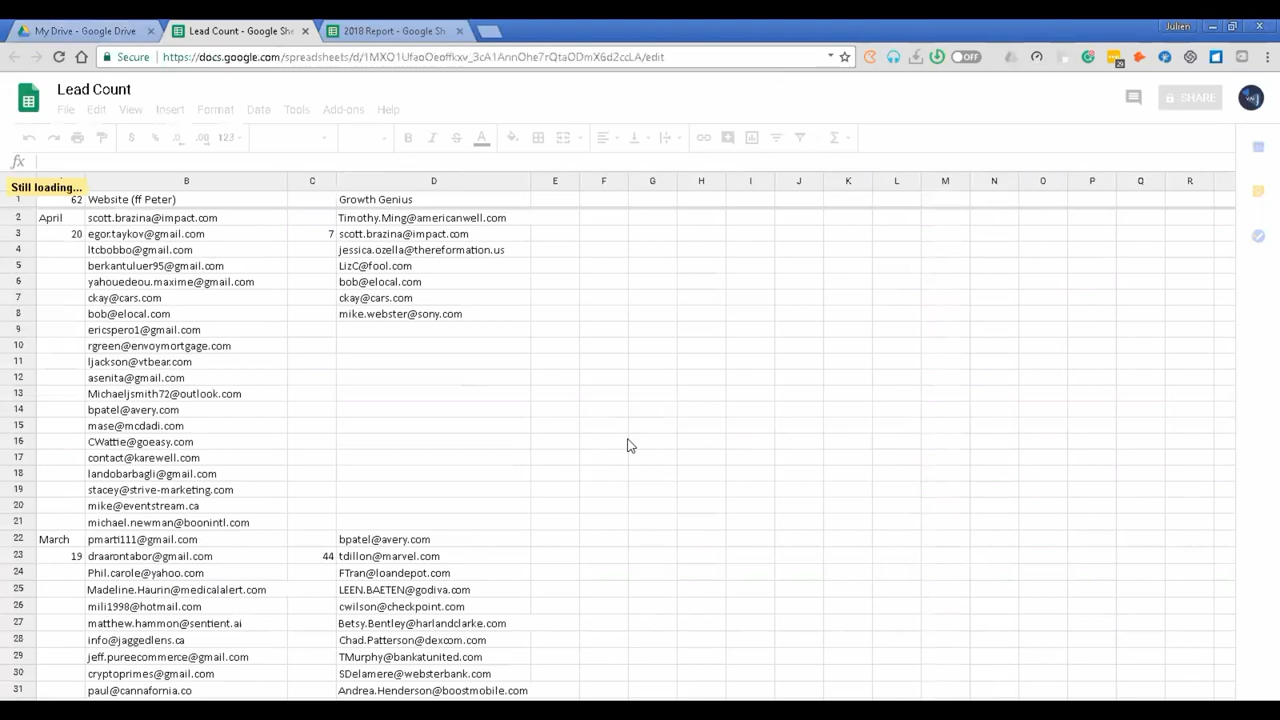 My Drive - Google Drive
Lead Count - Google She
2018 Report - Google Sh
Julien
Secure
https://docs.google.com/spreadsheets/d/1MXQ1UfaoOeoffkxv_3cA1AnnOhe7rQtaODmX6d2ccLA/edit
OFF
29
Lead Count
File Edit View Insert Format Data Tools Add-ons Help
SHARE
$ % .0 .00 123
fx
Still loading...
B C D E F G H I J K L M N O P Q R
1 62 Website (ff Peter) Growth Genius
2 April scott.brazina@impact.com Timothy.Ming@americanwell.com
3 20 egor.taykov@gmail.com 7 scott.brazina@impact.com
4 ltcbobbo@gmail.com jessica.ozella@thereformation.us
5 berkantuluer95@gmail.com LizC@fool.com
6 yahouedeou.maxime@gmail.com bob@elocal.com
7 ckay@cars.com ckay@cars.com
8 bob@elocal.com mike.webster@sony.com
9 ericspero1@gmail.com
10 rgreen@envoymortgage.com
11 ljackson@vtbear.com
12 asenita@gmail.com
13 Michaeljsmith72@outlook.com
14 bpatel@avery.com
15 mase@mcdadi.com
16 CWattie@goeasy.com
17 contact@karewell.com
18 landobarbagli@gmail.com
19 stacey@strive-marketing.com
20 mike@eventstream.ca
21 michael.newman@boonintl.com
22 March pmarti111@gmail.com bpatel@avery.com
23 19 draarontabor@gmail.com 44 tdillon@marvel.com
24 Phil.carole@yahoo.com FTran@loandepot.com
25 Madeline.Haurin@medicalalert.com LEEN.BAETEN@godiva.com
26 mili1998@hotmail.com cwilson@checkpoint.com
27 matthew.hammon@sentient.ai Betsy.Bentley@harlandclarke.com
28 info@jaggedlens.ca Chad.Patterson@dexcom.com
29 jeff.pureecommerce@gmail.com TMurphy@bankatunited.com
30 cryptoprimes@gmail.com SDelamere@websterbank.com
31 paul@cannafornia.co Andrea.Henderson@boostmobile.com